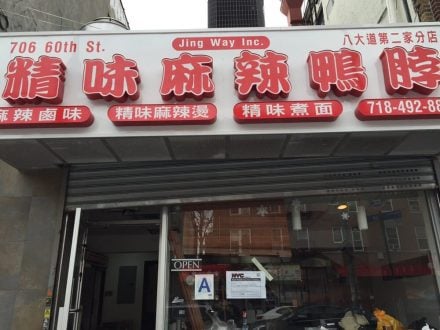 706 60th St.
Jing Way Inc.
八大道第二家分店
精味麻辣鴨脖
718-492-88
麻辣鹵味
精味麻辣燙
精味煮面
OPEN
A
NYC